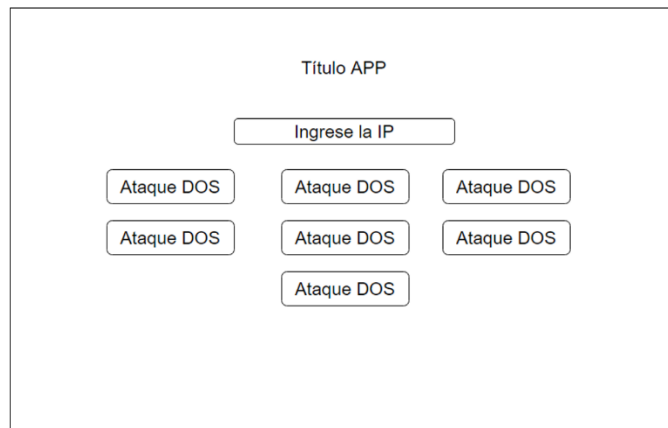 Título APP
Ingrese la IP
Ataque DOS Ataque DOS Ataque DOS
Ataque DOS Ataque DOS Ataque DOS
Ataque DOS